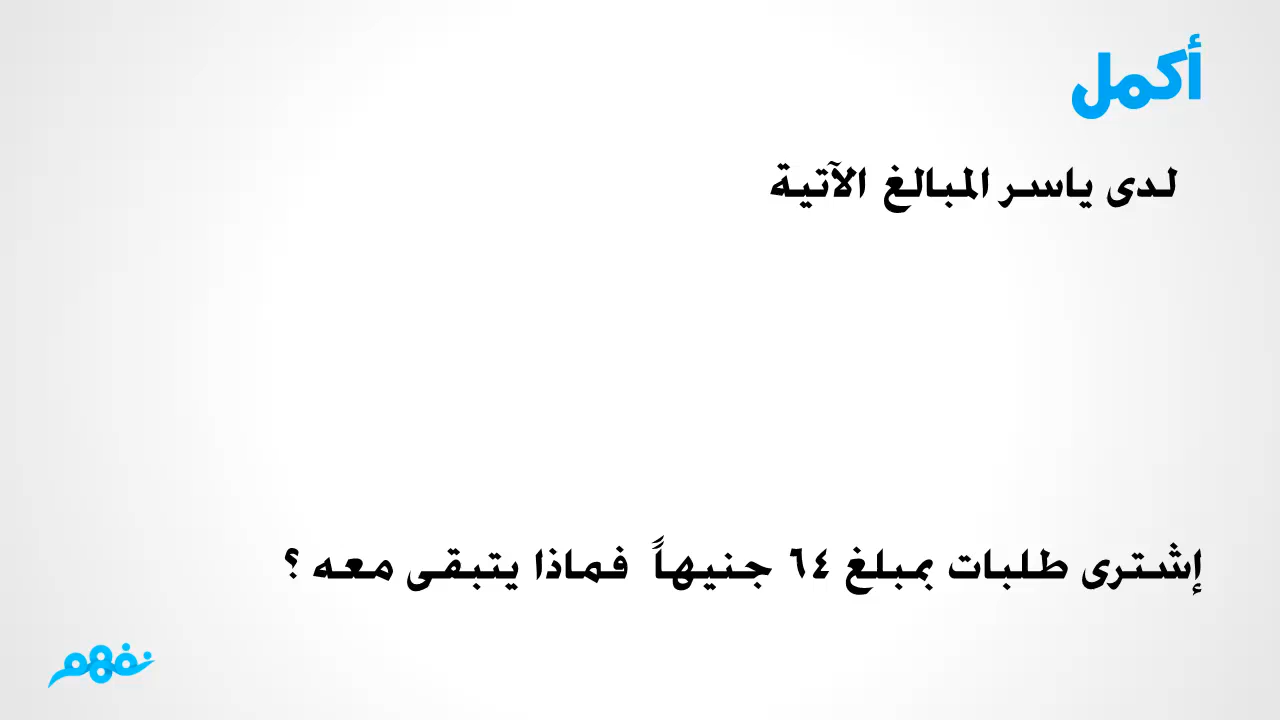 أكمل
لدى ياسر المبالغ الآتية
إشترى طلبات بمبلغ ٦٤ جنيهاً فماذا يتبقى معه ؟
نفهم